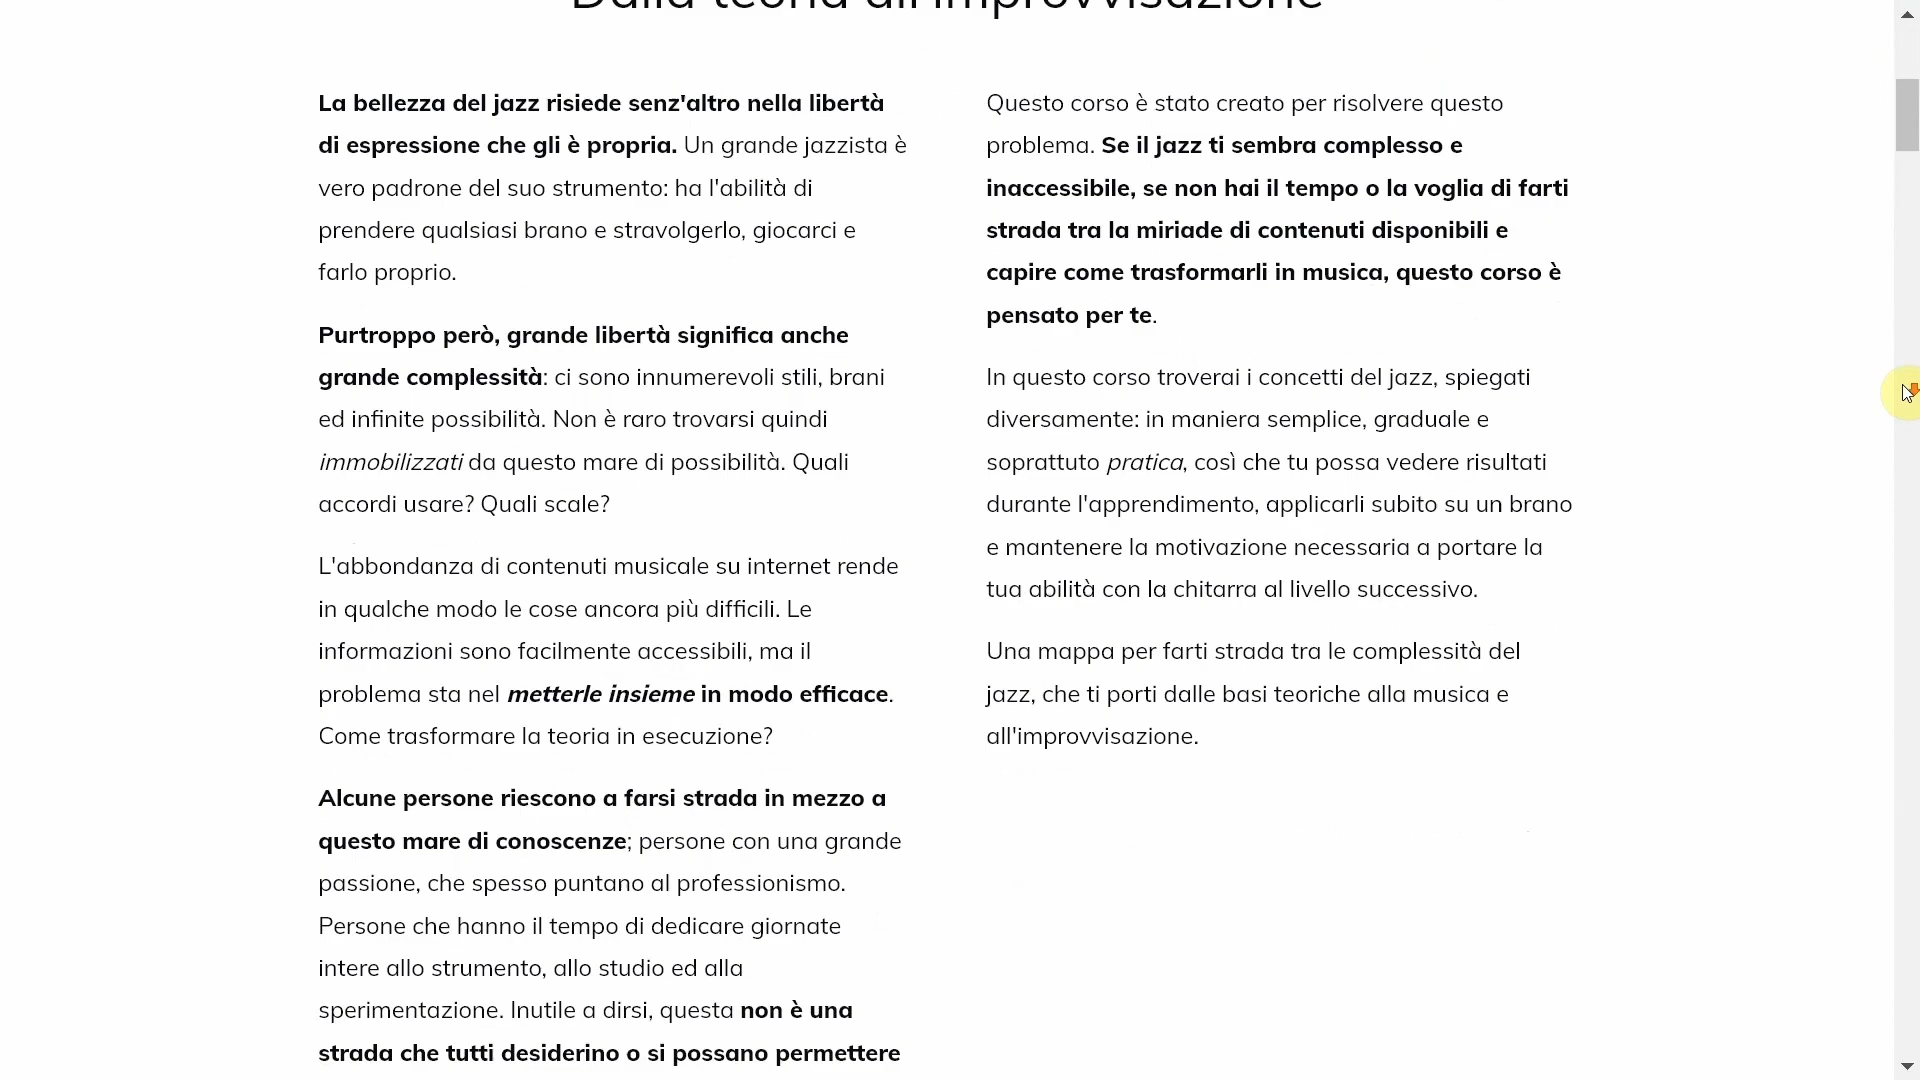 Dalla teoria all'improvvisazione
La bellezza del jazz risiede senz'altro nella libertà
di espressione che gli è propria. Un grande jazzista è
vero padrone del suo strumento: ha l'abilità di
prendere qualsiasi brano e stravolgerlo, giocarci e
farlo proprio.
Purtroppo però, grande libertà significa anche
grande complessità: ci sono innumerevoli stili, brani
ed infinite possibilità. Non è raro trovarsi quindi
immobilizzati da questo mare di possibilità. Quali
accordi usare? Quali scale?
L'abbondanza di contenuti musicale su internet rende
in qualche modo le cose ancora più difficili. Le
informazioni sono facilmente accessibili, ma il
problema sta nel metterle insieme in modo efficace.
Come trasformare la teoria in esecuzione?
Alcune persone riescono a farsi strada in mezzo a
questo mare di conoscenze; persone con una grande
passione, che spesso puntano al professionismo.
Persone che hanno il tempo di dedicare giornate
intere allo strumento, allo studio ed alla
sperimentazione. Inutile a dirsi, questa non è una
strada che tutti desiderino o si possano permettere
Questo corso è stato creato per risolvere questo
problema. Se il jazz ti sembra complesso e
inaccessibile, se non hai il tempo o la voglia di farti
strada tra la miriade di contenuti disponibili e
capire come trasformarli in musica, questo corso è
pensato per te.
In questo corso troverai i concetti del jazz, spiegati
diversamente: in maniera semplice, graduale e
soprattuto pratica, così che tu possa vedere risultati
durante l'apprendimento, applicarli subito su un brano
e mantenere la motivazione necessaria a portare la
tua abilità con la chitarra al livello successivo.
Una mappa per farti strada tra le complessità del
jazz, che ti porti dalle basi teoriche alla musica e
all'improvvisazione.